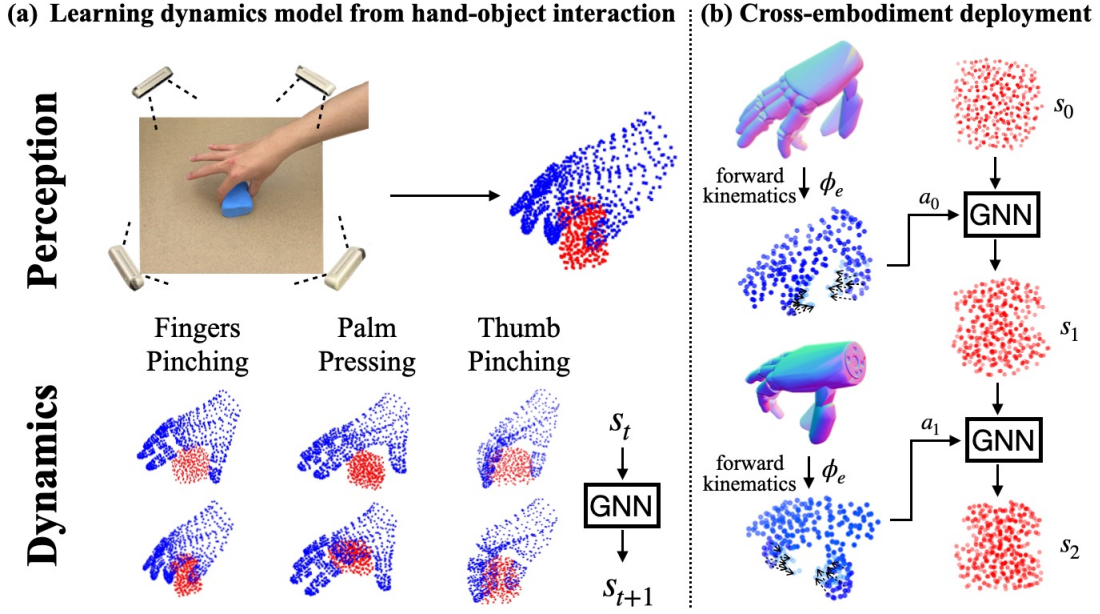 (a) Learning dynamics model from hand-object interaction
Perception
Fingers
Pinching
Palm
Pressing
Thumb
Pinching
Dynamics
s_t
GNN
s_{t+1}
(b) Cross-embodiment deployment
s_0
forward
kinematics
ϕ_e
a_0
GNN
s_1
forward
kinematics
ϕ_e
a_1
GNN
s_2